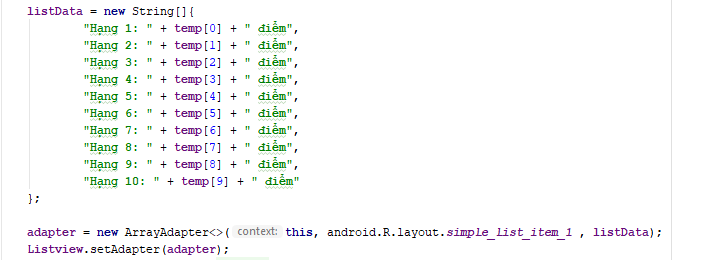 listData = new String[]{
"Hạng 1: " + temp[0] + " điểm",
"Hạng 2: " + temp[1] + " điểm",
"Hạng 3: " + temp[2] + " điểm",
"Hạng 4: " + temp[3] + " điểm",
"Hạng 5: " + temp[4] + " điểm",
"Hạng 6: " + temp[5] + " điểm",
"Hạng 7: " + temp[6] + " điểm",
"Hạng 8: " + temp[7] + " điểm",
"Hạng 9: " + temp[8] + " điểm",
"Hạng 10: " + temp[9] + " điểm"
};
adapter = new ArrayAdapter<>( context: this, android.R.layout.simple_list_item_1 , listData);
Listview.setAdapter(adapter);